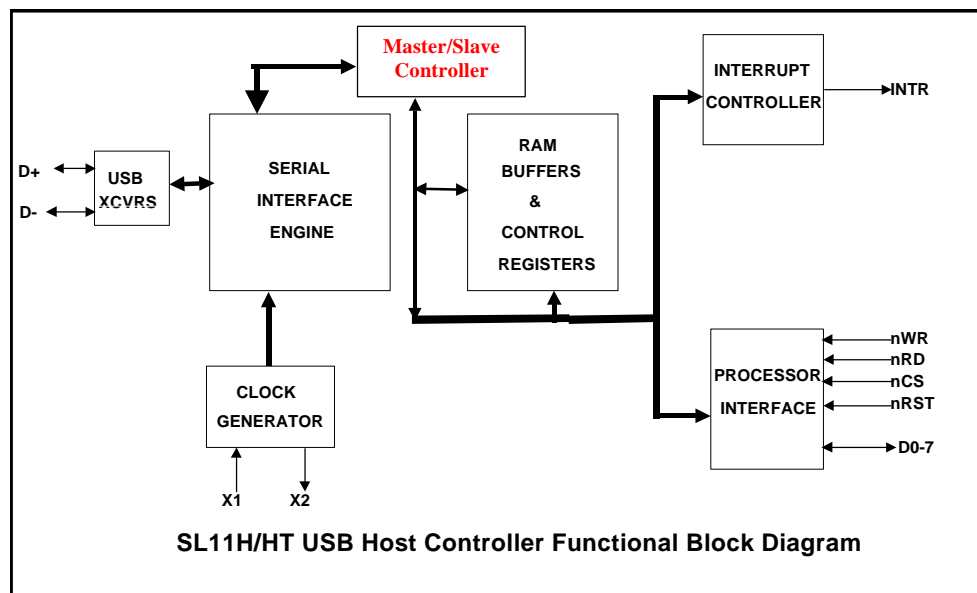 Master/Slave
Controller
INTERRUPT
CONTROLLER
INTR
SERIAL
INTERFACE
ENGINE
RAM
BUFFERS
&
CONTROL
REGISTERS
D+
D-
USB
XCVRS
CLOCK
GENERATOR
X1
X2
PROCESSOR
INTERFACE
nWR
nRD
nCS
nRST
D0-7
SL11H/HT USB Host Controller Functional Block Diagram